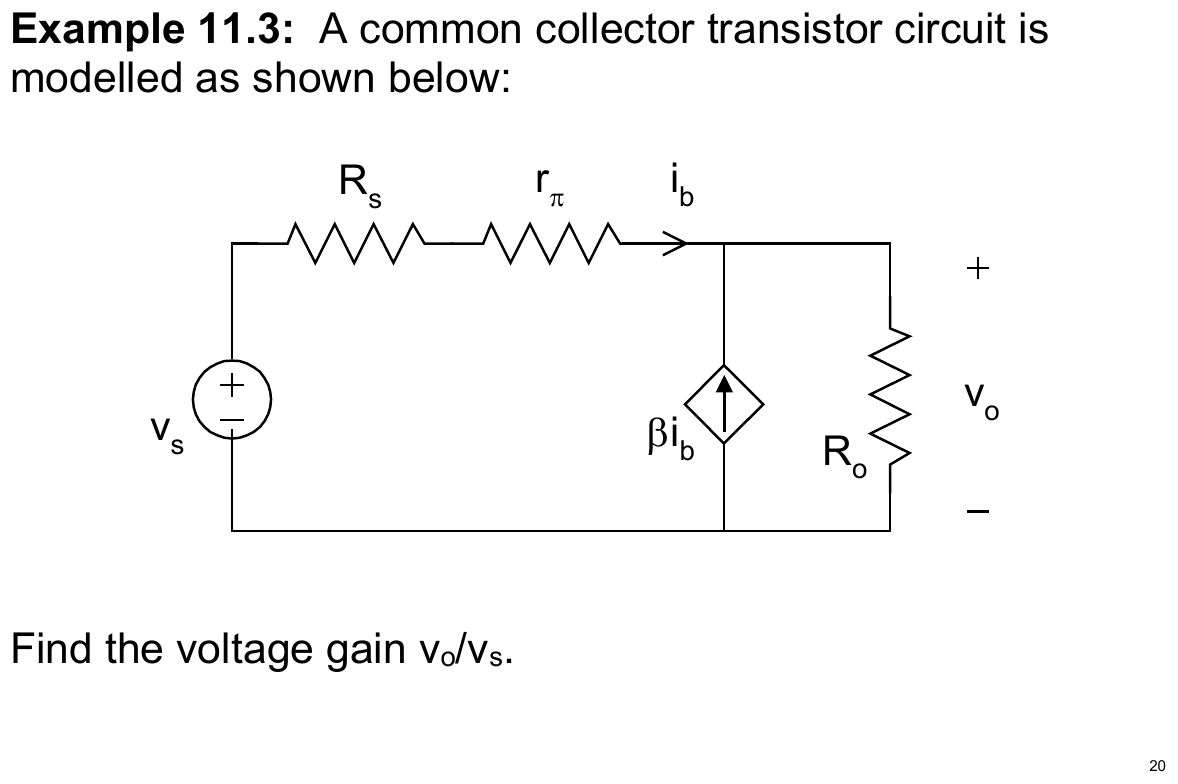 Example 11.3: A common collector transistor circuit is
modelled as shown below:
Rs rπ ib
+
+
−
vs
βib
Ro
vo
−
Find the voltage gain vo/vs.
20